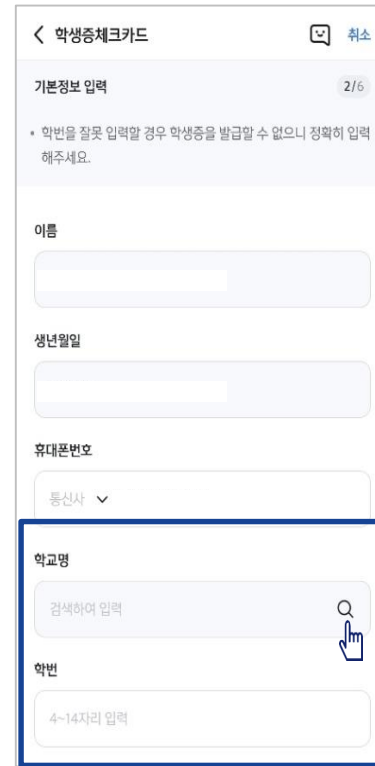 학생증체크카드
취소
기본정보 입력
2/6
• 학번을 잘못 입력할 경우 학생증을 발급할 수 없으니 정확히 입력
해주세요.
이름
생년월일
휴대폰번호
통신사
학교명
검색하여 입력
학번
4~14자리 입력